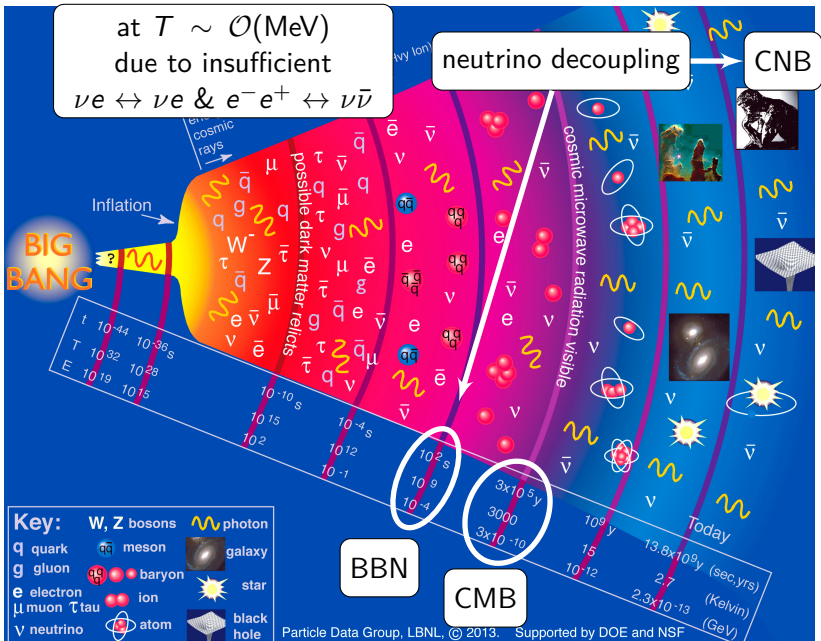 at T ∼ O(MeV)
due to insufficient
νe ↔ νe & e⁻e⁺ ↔ νν̄
neutrino decoupling
CNB
cosmic
rays
Inflation
possible dark matter relicts
cosmic microwave radiation visible
BIG
BANG
?
t 10⁻⁴⁴ 10⁻³⁶s 10⁻¹⁰s 10⁻⁴s 10²s 3x10⁵y 10⁹y 13.8x10⁹y (sec,yrs)
T 10³² 10²⁸ 10¹⁵ 10¹² 10⁹ 3000 15 2.7 (Kelvin)
E 10¹⁹ 10¹⁵ 10² 10⁻¹ 10⁻⁴ 3x10⁻¹⁰ 10⁻¹² 2.3x10⁻¹³ (GeV)
Today
BBN
CMB
Key:
q quark
g gluon
e electron
μ muon τ tau
ν neutrino
W, Z bosons
qq̄ meson
qqq baryon
ion
atom
photon
galaxy
star
black
hole
Particle Data Group, LBNL, © 2013. Supported by DOE and NSF